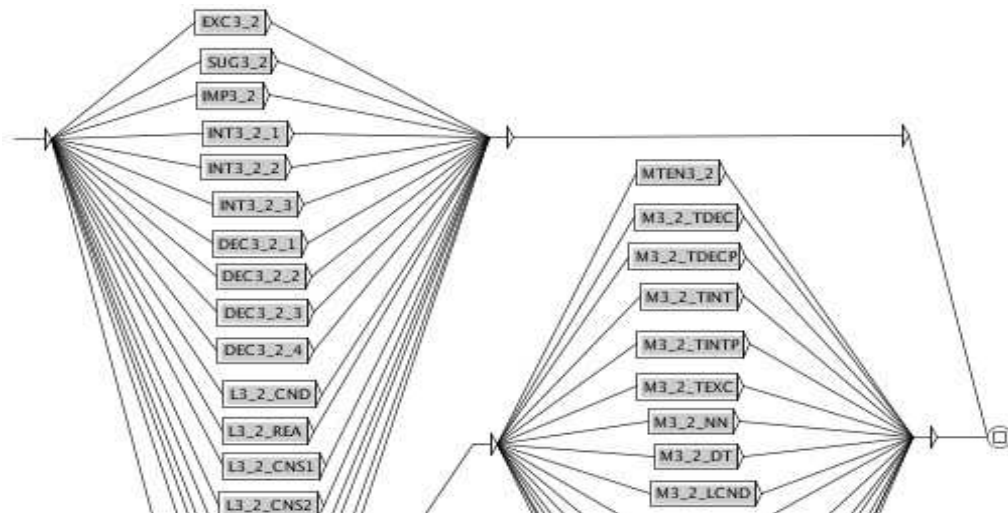 EXC3_2
SUG3_2
IMP3_2
INT3_2_1
INT3_2_2
INT3_2_3
DEC3_2_1
DEC3_2_2
DEC3_2_3
DEC3_2_4
L3_2_CND
L3_2_REA
L3_2_CNS1
L3_2_CNS2
MTEN3_2
M3_2_TDEC
M3_2_TDECP
M3_2_TINT
M3_2_TINTP
M3_2_TEXC
M3_2_NN
M3_2_DT
M3_2_LCND